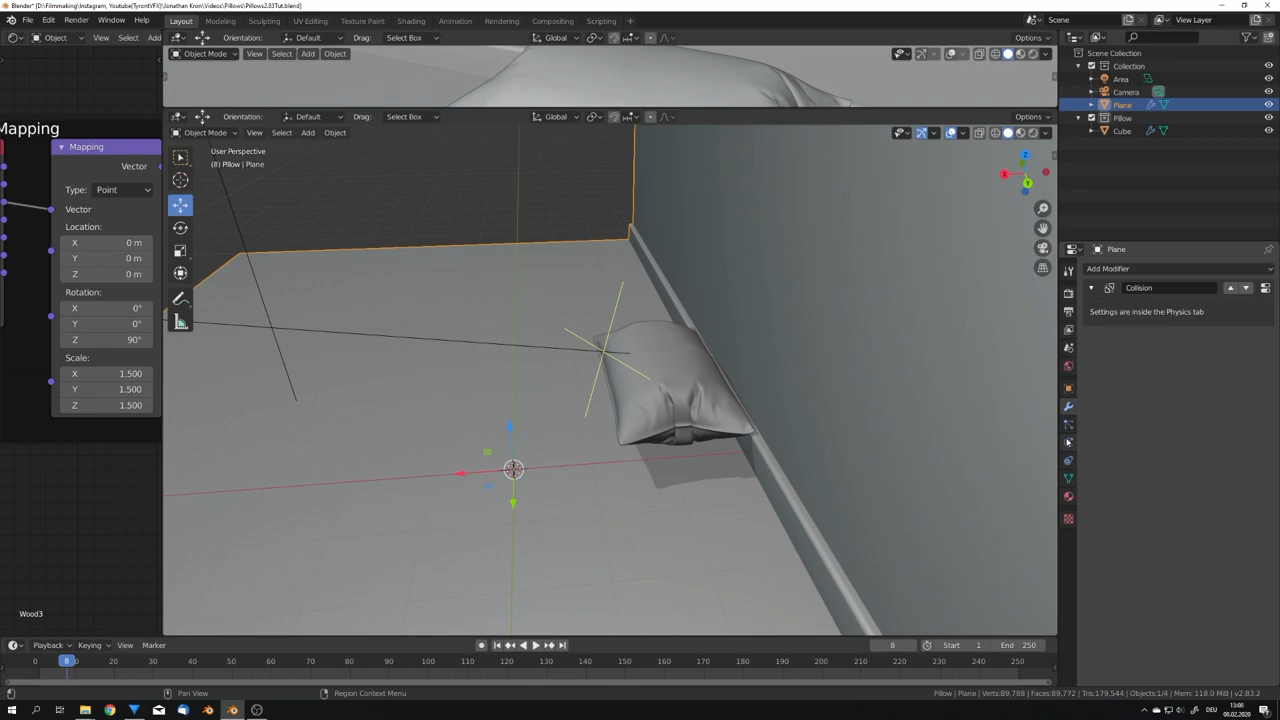 Blender* [D:\Filmmaking\Instagram, Youtube(TyrontVFX)\Jonathan Kron\Videos\Pillows\Pillows2.83Tut.blend]
File Edit Render Window Help Layout Modeling Sculpting UV Editing Texture Paint Shading Animation Rendering Compositing Scripting Scene View Layer
Object View Select Add Orientation: Default Drag: Select Box Global Options
Object Mode View Select Add Object
Scene Collection
Collection
Area
Camera
Plane
Pillow
Cube
Orientation: Default Drag: Select Box Global Options
Object Mode View Select Add Object
User Perspective
(8) Pillow | Plane
Z
X
Y
Mapping
Mapping
Vector
Type: Point
Vector
Location:
X 0 m
Y 0 m
Z 0 m
Rotation:
X 0°
Y 0°
Z 90°
Scale:
X 1.500
Y 1.500
Z 1.500
Wood3
Plane
Add Modifier
Collision
Settings are inside the Physics tab
Playback Keying View Marker 8 Start 1 End 250
0 8 20 30 40 50 60 70 80 90 100 110 120 130 140 150 160 170 180 190 200 210 220 230 240 250
Pan View Region Context Menu Pillow | Plane | Verts:89,788 | Faces:89,772 | Tris:179,544 | Objects:1/4 | Mem: 118.0 MiB | v2.83.2
DEU 13:08
08.02.2020